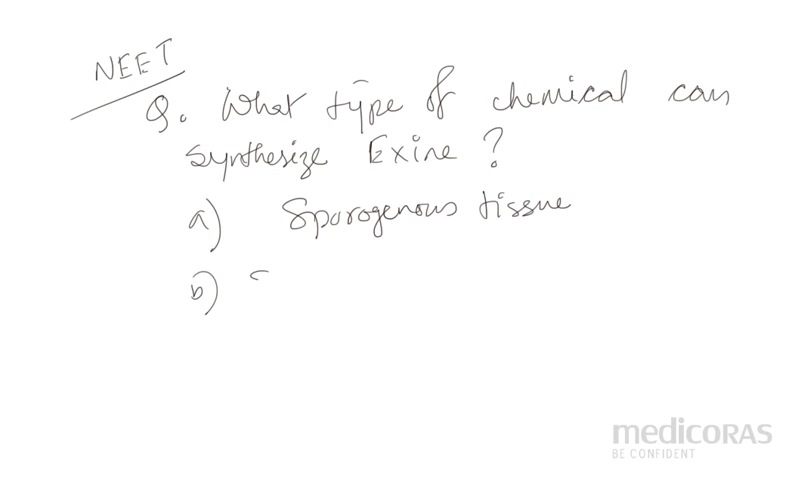 NEET
Q. What type of chemical can
synthesize Exine ?
a) Sporogenous tissue
b)
medicoRAS
BE CONFIDENT